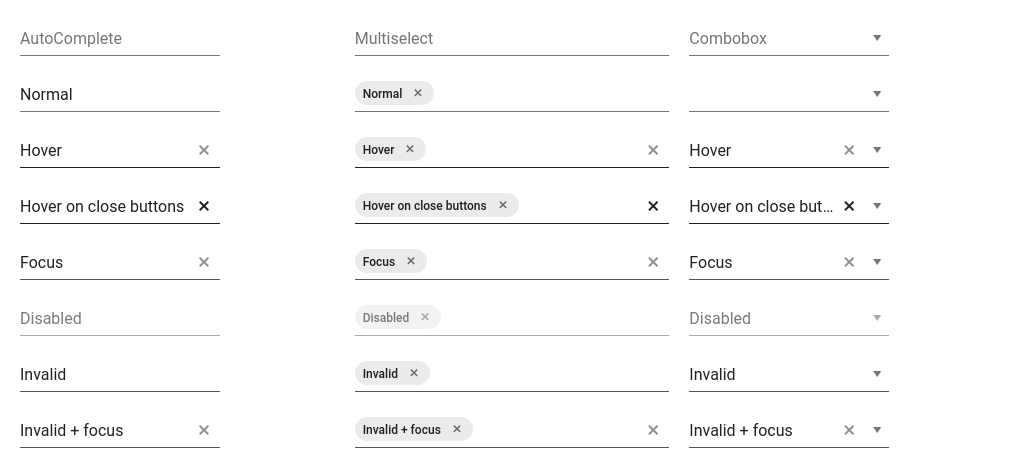 AutoComplete Multiselect Combobox
Normal Normal
Hover Hover Hover
Hover on close buttons Hover on close buttons Hover on close but...
Focus Focus Focus
Disabled Disabled Disabled
Invalid Invalid Invalid
Invalid + focus Invalid + focus Invalid + focus